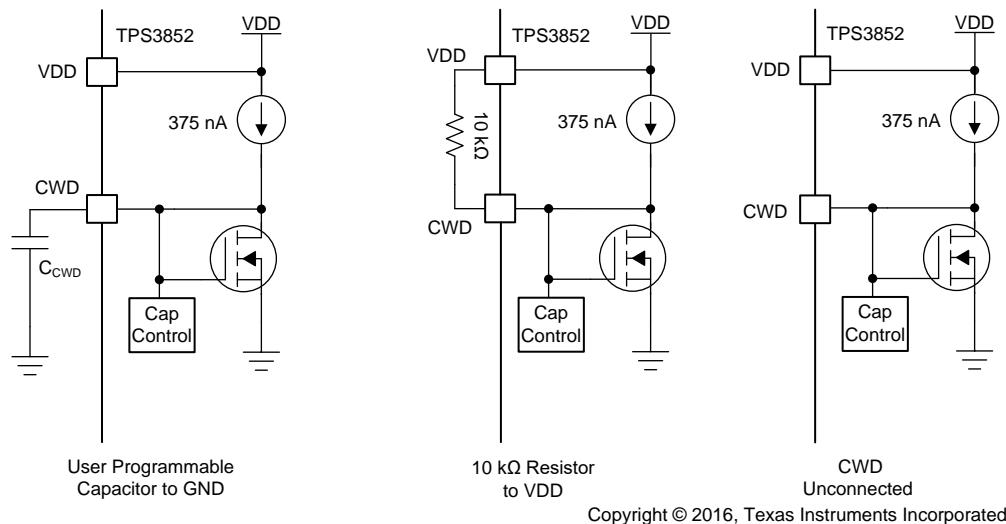 TPS3852
VDD
VDD
375 nA
CWD
CCWD
Cap
Control
User Programmable
Capacitor to GND
TPS3852
VDD
VDD
10 kΩ
375 nA
CWD
Cap
Control
10 kΩ Resistor
to VDD
TPS3852
VDD
VDD
375 nA
CWD
Cap
Control
CWD
Unconnected
Copyright © 2016, Texas Instruments Incorporated